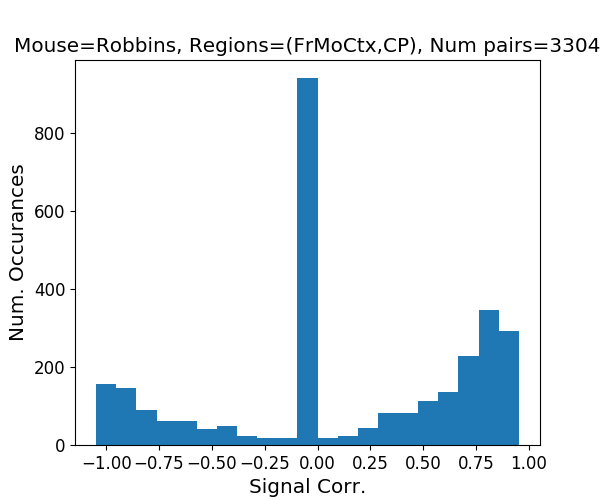 Mouse=Robbins, Regions=(FrMoCtx,CP), Num pairs=3304
Num. Occurances
800
600
400
200
0
−1.00 −0.75 −0.50 −0.25 0.00 0.25 0.50 0.75 1.00
Signal Corr.